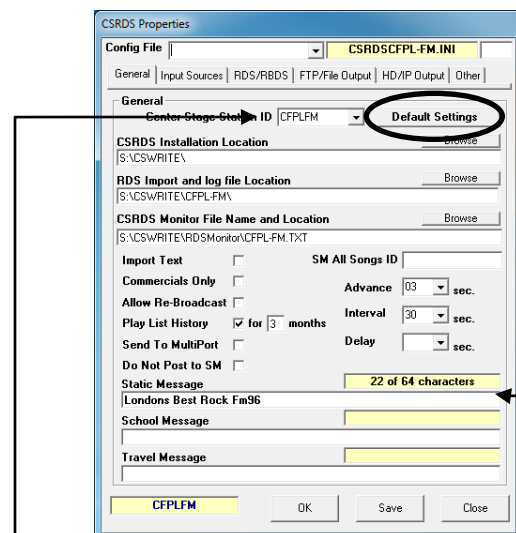 CSRDS Properties
Config File CSRDSCFPL-FM.INI
General Input Sources RDS/RBDS FTP/File Output HD/IP Output Other
General
Center Stage Station ID CFPLFM Default Settings
CSRDS Installation Location Browse
S:\CSWRITE\
RDS Import and log file Location Browse
S:\CSWRITE\CFPL-FM\
CSRDS Monitor File Name and Location Browse
S:\CSWRITE\RDSMonitor\CFPL-FM.TXT
Import Text SM All Songs ID
Commercials Only Advance 03 sec.
Allow Re-Broadcast
Play List History for 3 months Interval 30 sec.
Send To MultiPort Delay sec.
Do Not Post to SM
Static Message 22 of 64 characters
Londons Best Rock Fm96
School Message
Travel Message
CFPLFM OK Save Close